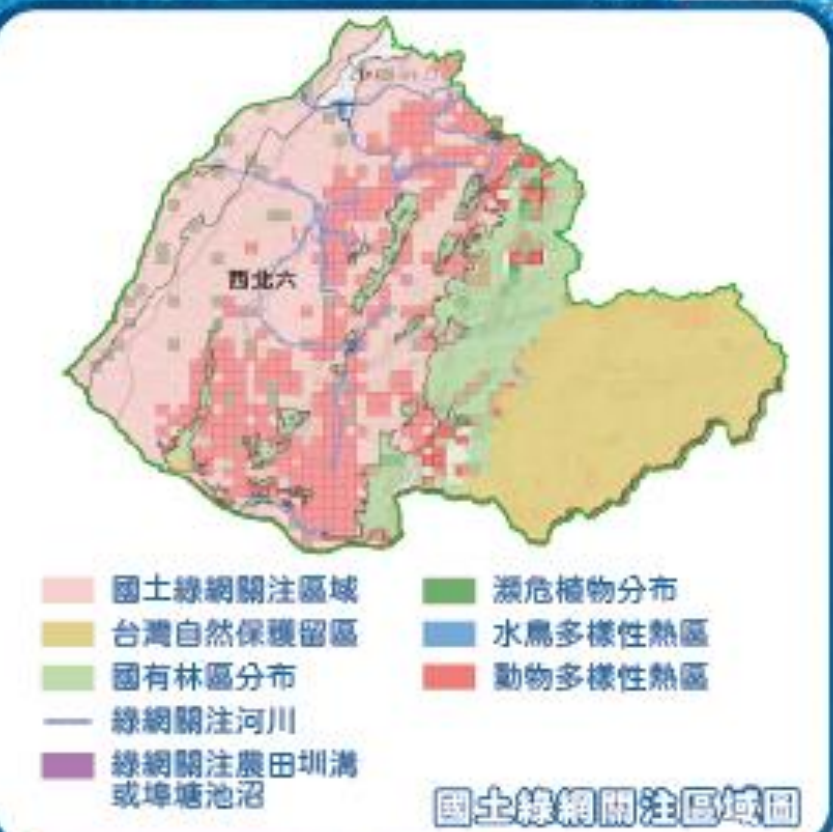 西北六
國土綠網關注區域
台灣自然保護留區
國有林區分布
綠網關注河川
綠網關注農田圳溝
或埤塘池沼
瀕危植物分布
水鳥多樣性熱區
動物多樣性熱區
國土綠網關注區域圖